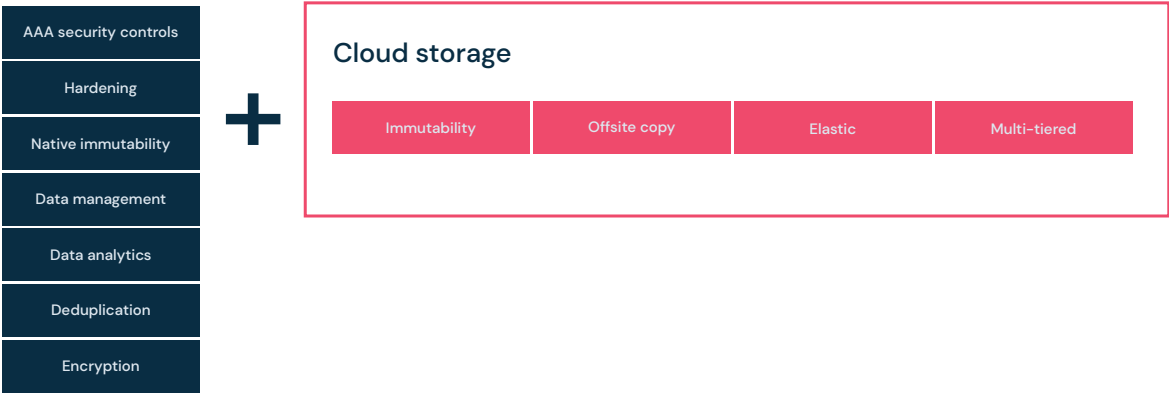 AAA security controls
Hardening
Native immutability
Data management
Data analytics
Deduplication
Encryption
+
Cloud storage
Immutability
Offsite copy
Elastic
Multi-tiered